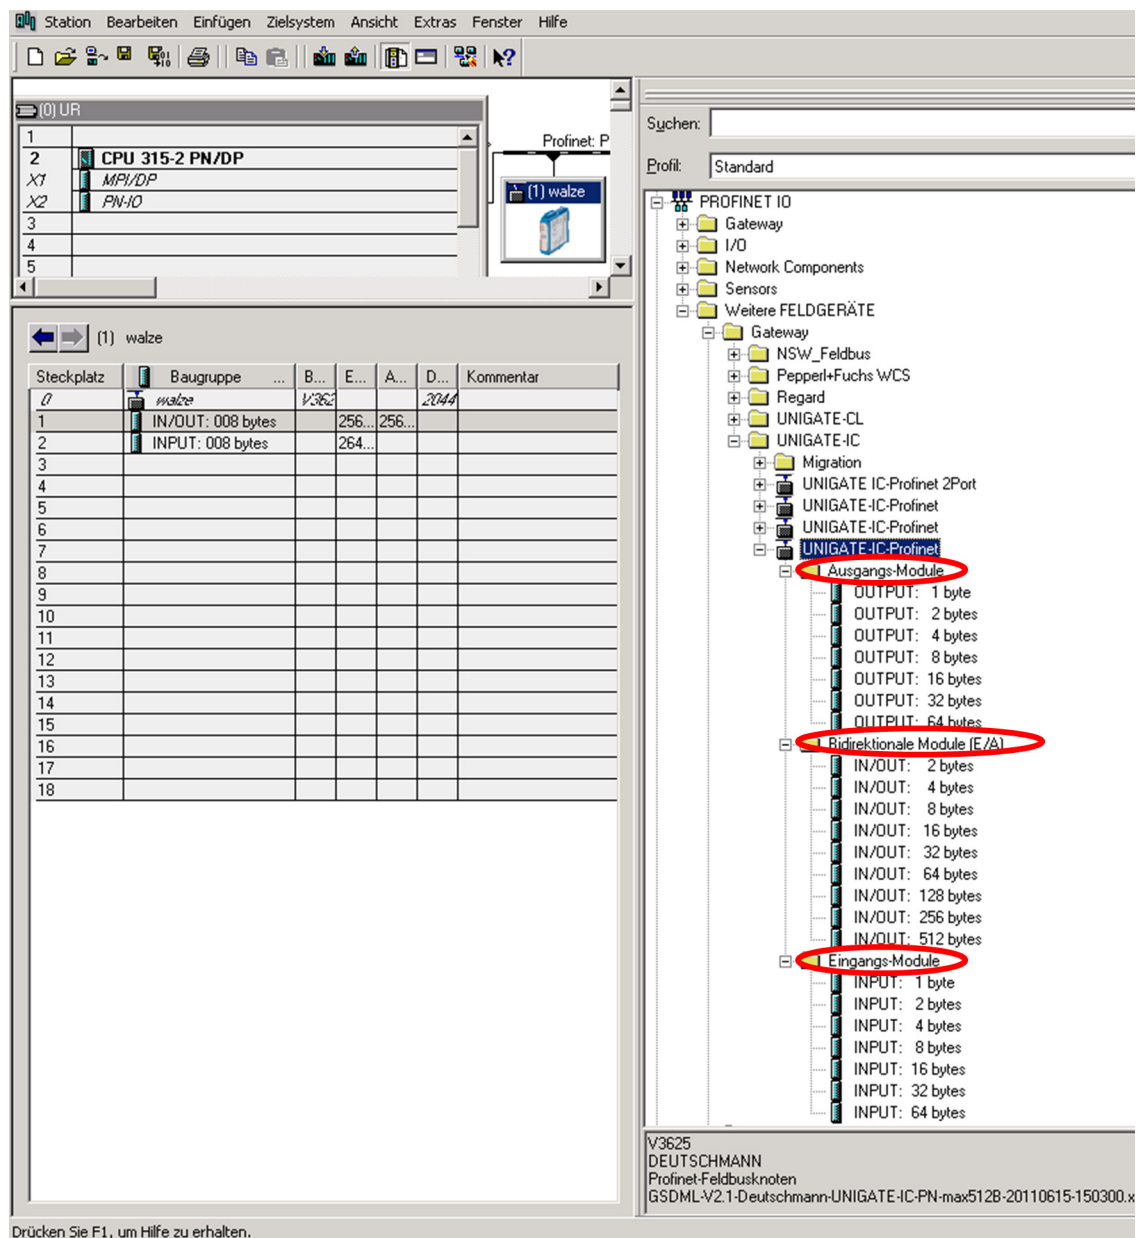 Station Bearbeiten Einfügen Zielsystem Ansicht Extras Fenster Hilfe
(0) UR
1
2 CPU 315-2 PN/DP
X1 MPI/DP
X2 PN-IO
3
4
5
Profinet: P
(1) walze
(1) walze
Steckplatz Baugruppe ... B... E... A... D... Kommentar
0 walze V362 2044
1 IN/OUT: 008 bytes 256... 256...
2 INPUT: 008 bytes 264...
3
4
5
6
7
8
9
10
11
12
13
14
15
16
17
18
Suchen:
Profil: Standard
PROFINET IO
Gateway
I/O
Network Components
Sensors
Weitere FELDGERÄTE
Gateway
NSW_Feldbus
Pepperl+Fuchs WCS
Regard
UNIGATE-CL
UNIGATE-IC
Migration
UNIGATE IC-Profinet 2Port
UNIGATE-IC-Profinet
UNIGATE-IC-Profinet
UNIGATE-IC-Profinet
Ausgangs-Module
OUTPUT: 1 byte
OUTPUT: 2 bytes
OUTPUT: 4 bytes
OUTPUT: 8 bytes
OUTPUT: 16 bytes
OUTPUT: 32 bytes
OUTPUT: 64 bytes
Bidirektionale Module (E/A)
IN/OUT: 2 bytes
IN/OUT: 4 bytes
IN/OUT: 8 bytes
IN/OUT: 16 bytes
IN/OUT: 32 bytes
IN/OUT: 64 bytes
IN/OUT: 128 bytes
IN/OUT: 256 bytes
IN/OUT: 512 bytes
Eingangs-Module
INPUT: 1 byte
INPUT: 2 bytes
INPUT: 4 bytes
INPUT: 8 bytes
INPUT: 16 bytes
INPUT: 32 bytes
INPUT: 64 bytes
V3625
DEUTSCHMANN
Profinet-Feldbusknoten
GSDML-V2.1-Deutschmann-UNIGATE-IC-PN-max512B-20110615-150300.x
Drücken Sie F1, um Hilfe zu erhalten.